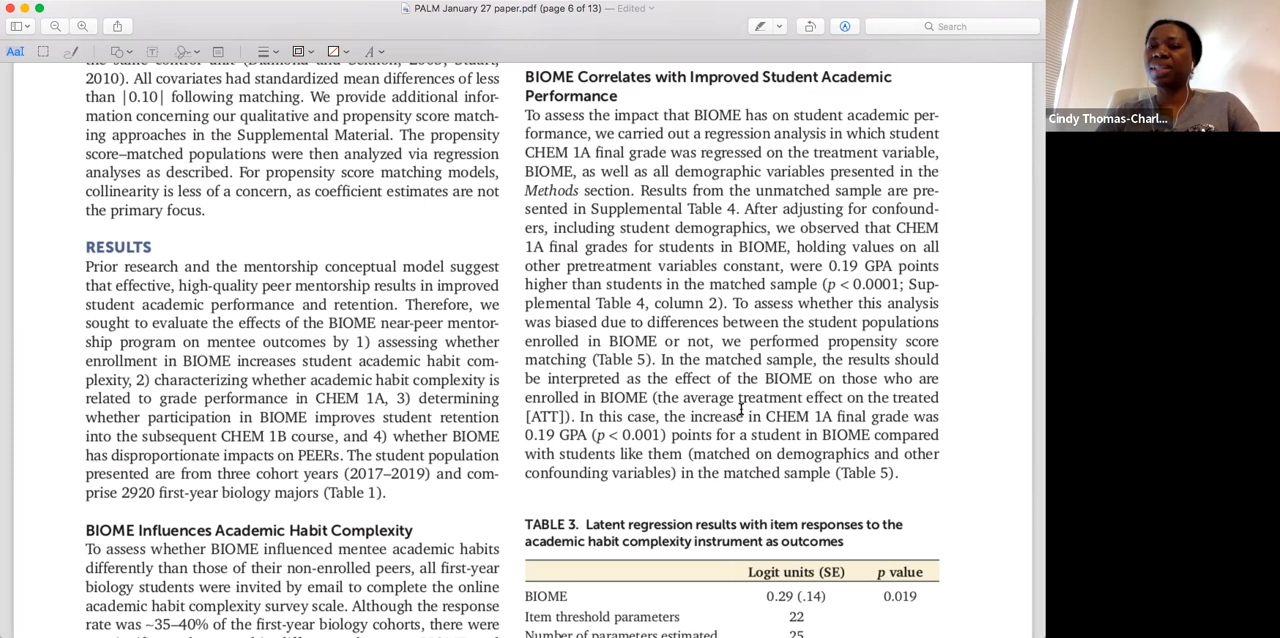 PALM January 27 paper.pdf (page 6 of 13) — Edited
Search
Cindy Thomas-Charl...
2010). All covariates had standardized mean differences of less
than |0.10| following matching. We provide additional infor-
mation concerning our qualitative and propensity score match-
ing approaches in the Supplemental Material. The propensity
score–matched populations were then analyzed via regression
analyses as described. For propensity score matching models,
collinearity is less of a concern, as coefficient estimates are not
the primary focus.
RESULTS
Prior research and the mentorship conceptual model suggest
that effective, high-quality peer mentorship results in improved
student academic performance and retention. Therefore, we
sought to evaluate the effects of the BIOME near-peer mentor-
ship program on mentee outcomes by 1) assessing whether
enrollment in BIOME increases student academic habit com-
plexity, 2) characterizing whether academic habit complexity is
related to grade performance in CHEM 1A, 3) determining
whether participation in BIOME improves student retention
into the subsequent CHEM 1B course, and 4) whether BIOME
has disproportionate impacts on PEERs. The student population
presented are from three cohort years (2017–2019) and com-
prise 2920 first-year biology majors (Table 1).
BIOME Influences Academic Habit Complexity
To assess whether BIOME influenced mentee academic habits
differently than those of their non-enrolled peers, all first-year
biology students were invited by email to complete the online
academic habit complexity survey scale. Although the response
rate was ~35–40% of the first-year biology cohorts, there were
BIOME Correlates with Improved Student Academic
Performance
To assess the impact that BIOME has on student academic per-
formance, we carried out a regression analysis in which student
CHEM 1A final grade was regressed on the treatment variable,
BIOME, as well as all demographic variables presented in the
Methods section. Results from the unmatched sample are pre-
sented in Supplemental Table 4. After adjusting for confound-
ers, including student demographics, we observed that CHEM
1A final grades for students in BIOME, holding values on all
other pretreatment variables constant, were 0.19 GPA points
higher than students in the matched sample (p < 0.0001; Sup-
plemental Table 4, column 2). To assess whether this analysis
was biased due to differences between the student populations
enrolled in BIOME or not, we performed propensity score
matching (Table 5). In the matched sample, the results should
be interpreted as the effect of the BIOME on those who are
enrolled in BIOME (the average treatment effect on the treated
[ATT]). In this case, the increase in CHEM 1A final grade was
0.19 GPA (p < 0.001) points for a student in BIOME compared
with students like them (matched on demographics and other
confounding variables) in the matched sample (Table 5).
TABLE 3. Latent regression results with item responses to the
academic habit complexity instrument as outcomes
Logit units (SE) p value
BIOME 0.29 (.14) 0.019
Item threshold parameters 22
Number of parameters estimated 25